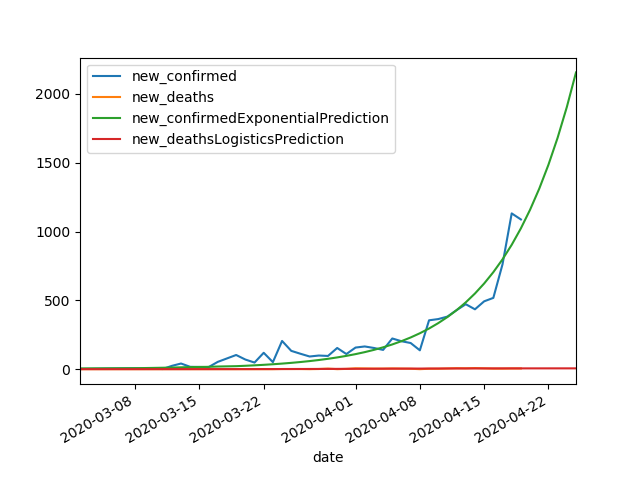 new_confirmed
new_deaths
new_confirmedExponentialPrediction
new_deathsLogisticsPrediction
2000
1500
1000
500
0
2020-03-08
2020-03-15
2020-03-22
2020-04-01
2020-04-08
2020-04-15
2020-04-22
date